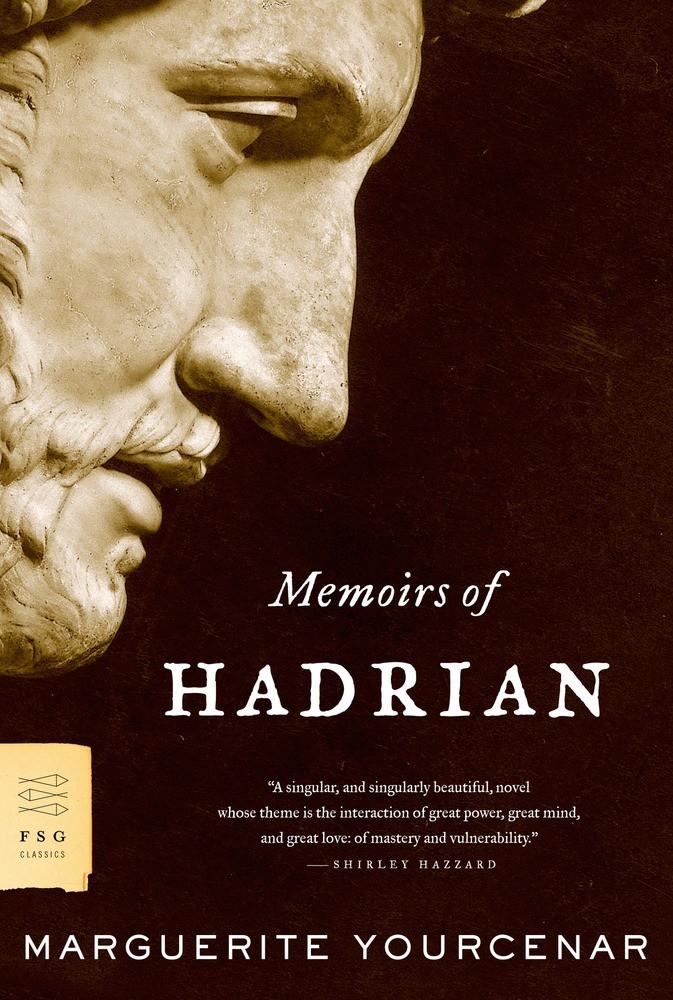 Memoirs of
HADRIAN
“A singular, and singularly beautiful, novel
whose theme is the interaction of great power, great mind,
and great love: of mastery and vulnerability.”
— SHIRLEY HAZZARD
FSG
CLASSICS
MARGUERITE YOURCENAR